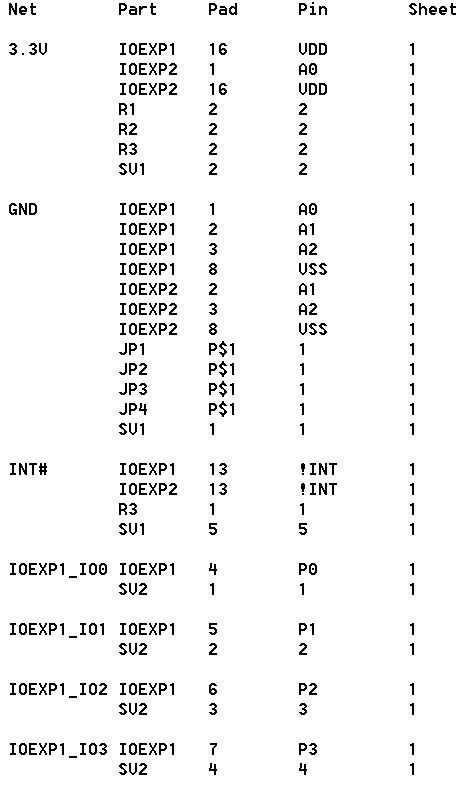 Net Part Pad Pin Sheet
3.3V IOEXP1 16 VDD 1
IOEXP2 1 A0 1
IOEXP2 16 VDD 1
R1 2 2 1
R2 2 2 1
R3 2 2 1
SV1 2 2 1
GND IOEXP1 1 A0 1
IOEXP1 2 A1 1
IOEXP1 3 A2 1
IOEXP1 8 VSS 1
IOEXP2 2 A1 1
IOEXP2 3 A2 1
IOEXP2 8 VSS 1
JP1 P$1 1 1
JP2 P$1 1 1
JP3 P$1 1 1
JP4 P$1 1 1
SV1 1 1 1
INT# IOEXP1 13 !INT 1
IOEXP2 13 !INT 1
R3 1 1 1
SV1 5 5 1
IOEXP1_IO0 IOEXP1 4 P0 1
SV2 1 1 1
IOEXP1_IO1 IOEXP1 5 P1 1
SV2 2 2 1
IOEXP1_IO2 IOEXP1 6 P2 1
SV2 3 3 1
IOEXP1_IO3 IOEXP1 7 P3 1
SV2 4 4 1